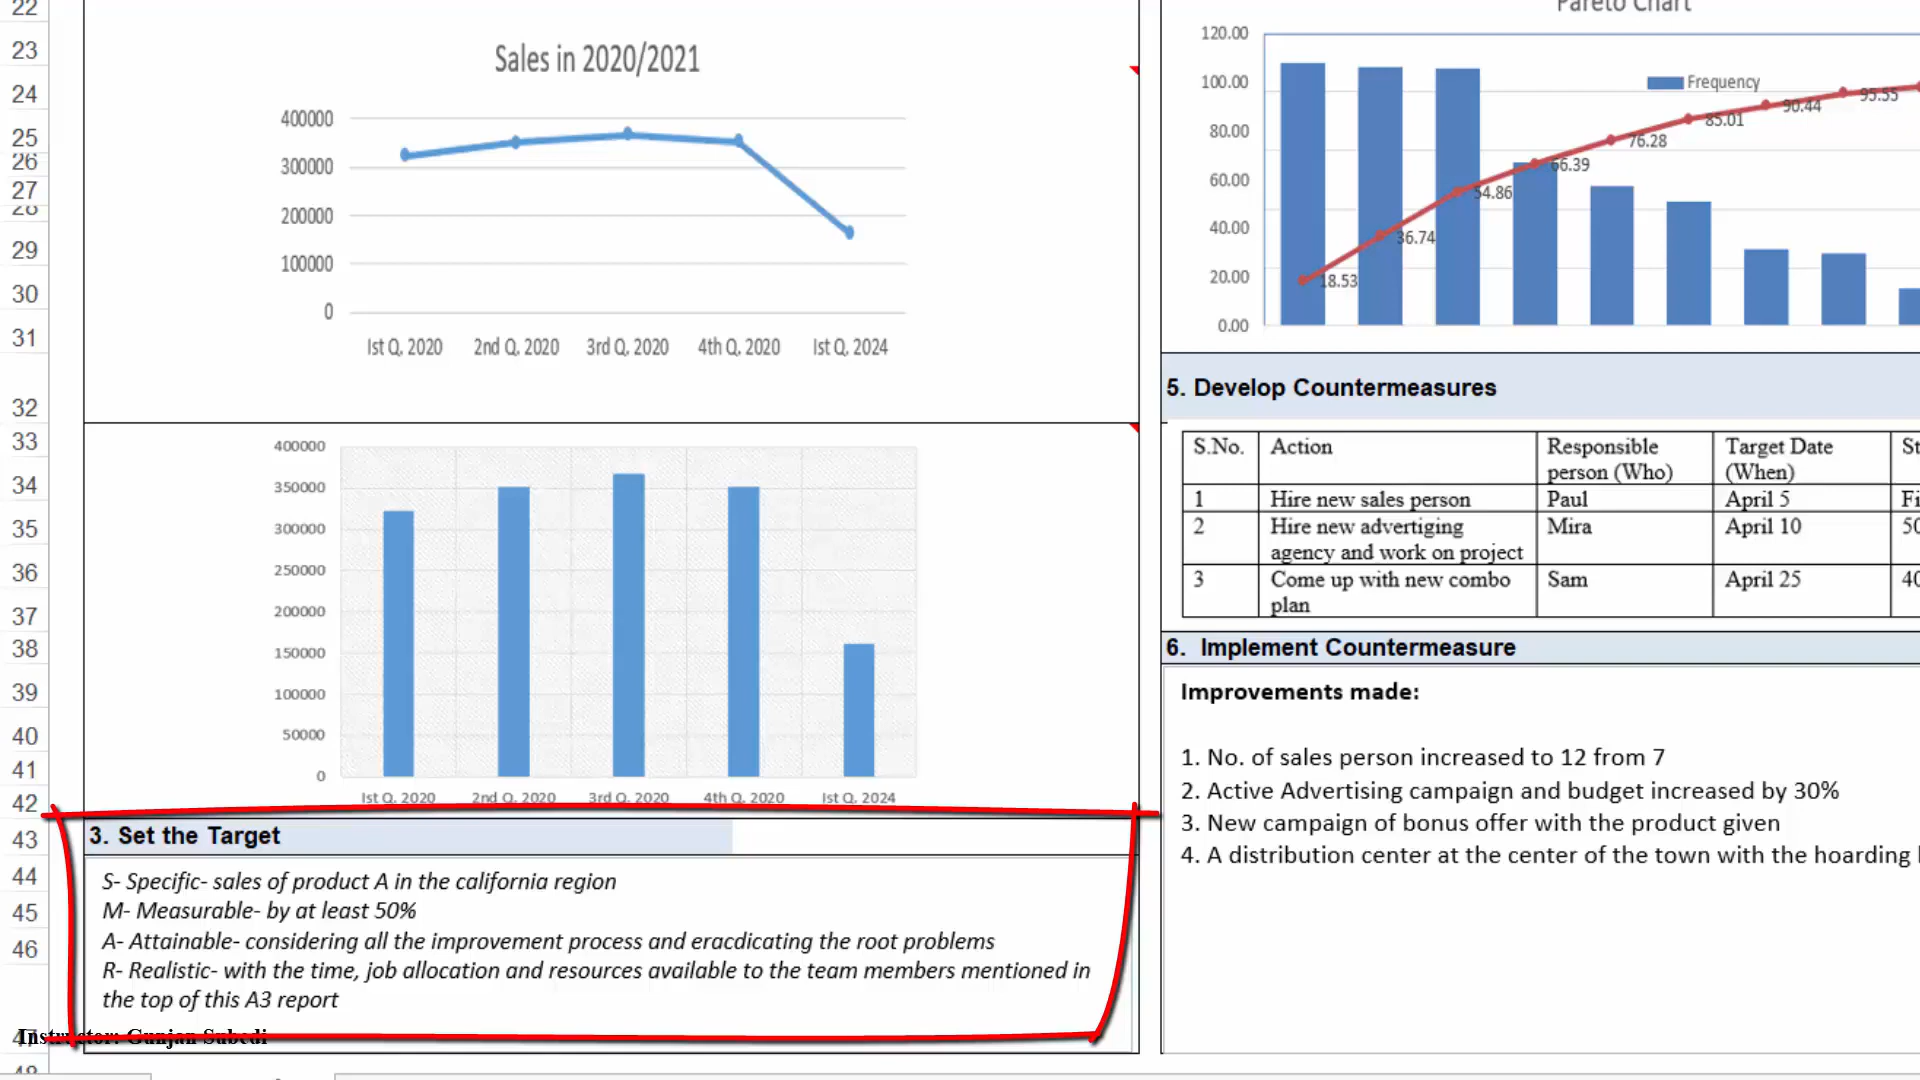 22
23
24
25
26
27
28
29
30
31
32
33
34
35
36
37
38
39
40
41
42
43
44
45
46
47
48
Sales in 2020/2021
400000
300000
200000
100000
0
Ist Q, 2020 2nd Q, 2020 3rd Q, 2020 4th Q, 2020 Ist Q, 2024
400000
350000
300000
250000
200000
150000
100000
50000
0
Ist Q, 2020 2nd Q, 2020 3rd Q, 2020 4th Q, 2020 Ist Q, 2024
3. Set the Target
S- Specific- sales of product A in the california region
M- Measurable- by at least 50%
A- Attainable- considering all the improvement process and eracdicating the root problems
R- Realistic- with the time, job allocation and resources available to the team members mentioned in
the top of this A3 report
Instructor: Gunjan Subedi
Pareto Chart
120.00
100.00
80.00
60.00
40.00
20.00
0.00
Frequency
18.53
36.74
54.86
66.39
76.28
85.01
90.44
95.55
5. Develop Countermeasures
S.No. Action Responsible person (Who) Target Date (When)
1 Hire new sales person Paul April 5
2 Hire new advertiging agency and work on project Mira April 10
3 Come up with new combo plan Sam April 25
6. Implement Countermeasure
Improvements made:
1. No. of sales person increased to 12 from 7
2. Active Advertising campaign and budget increased by 30%
3. New campaign of bonus offer with the product given
4. A distribution center at the center of the town with the hoarding